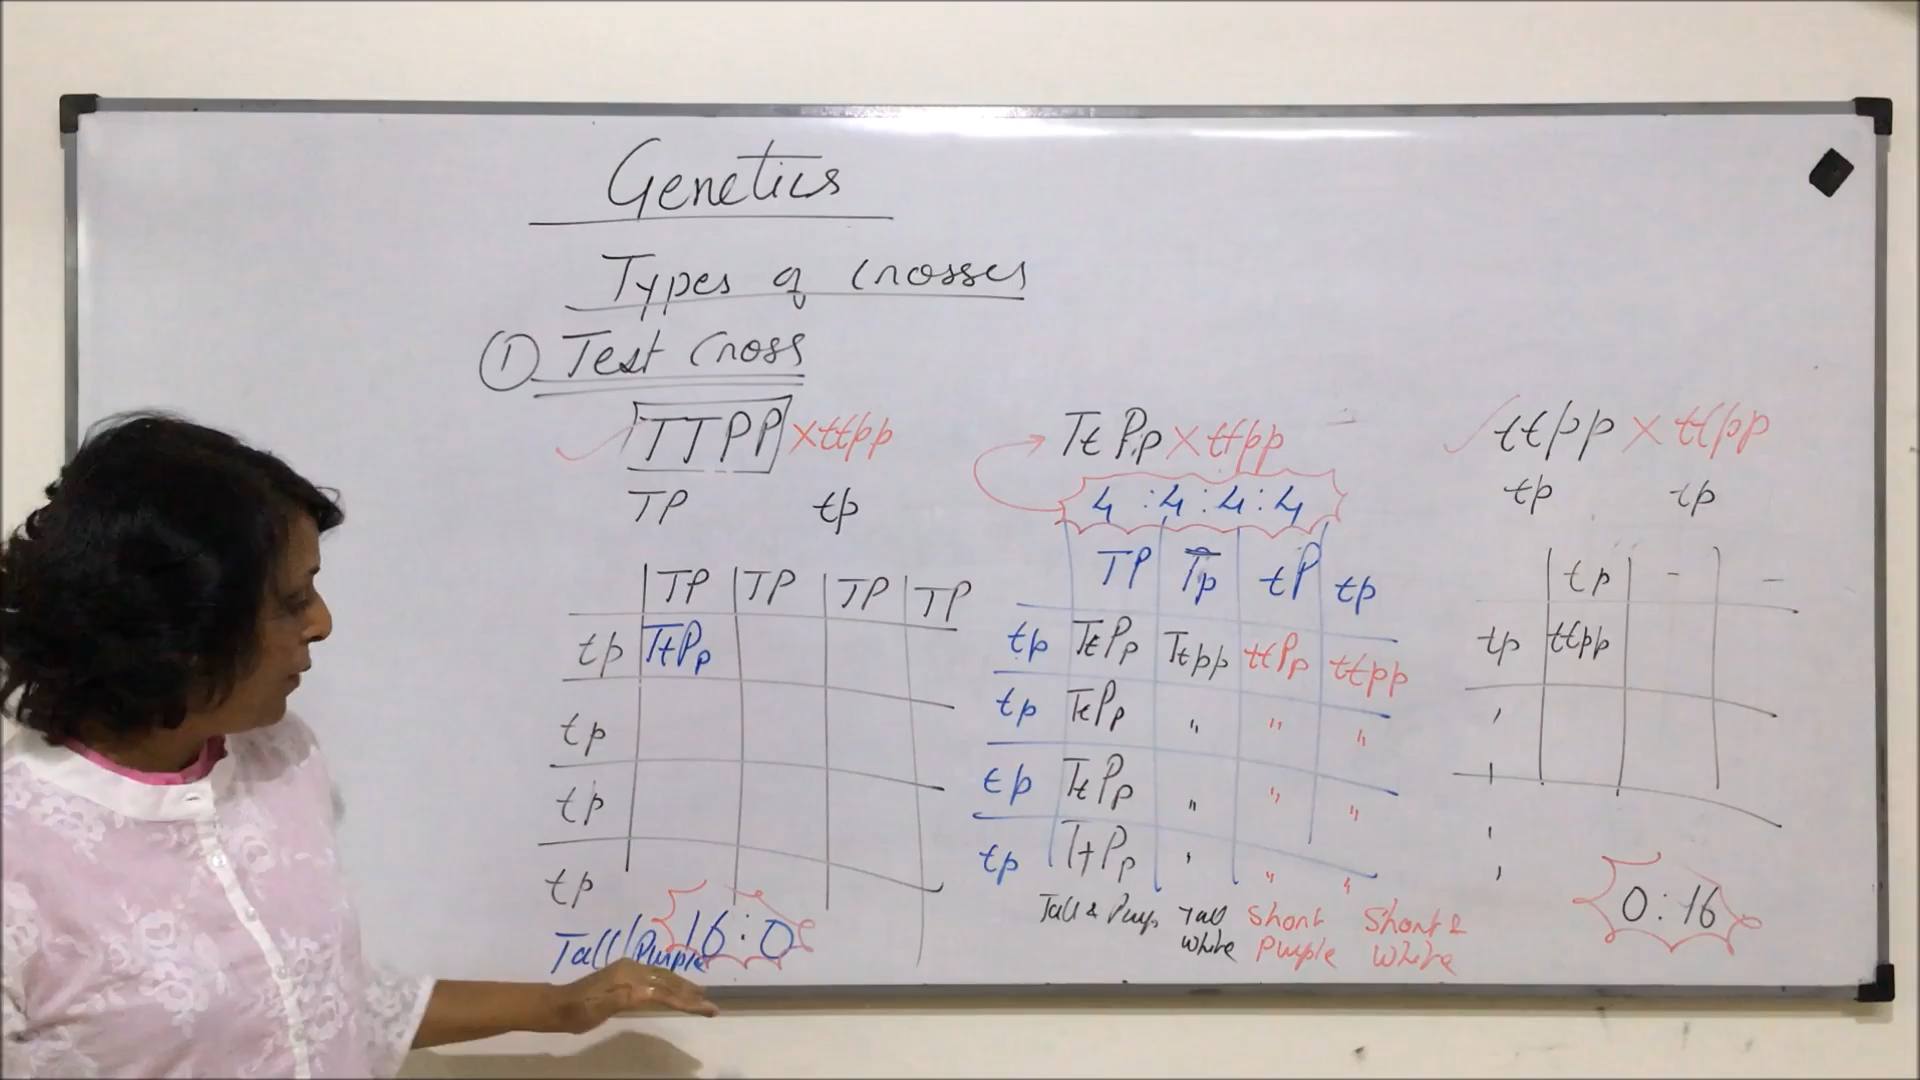 Genetics
Types of Crosses
① Test Cross
TTPP × ttpp
TP tp
TP TP TP TP
tp TtPp
tp
tp
tp
Tall/Purple 16:0
TtPp × ttpp
4:4:4:4
TP Tp tP tp
tp TtPp Ttpp ttPp ttpp
tp TtPp " " "
tp TtPp " " "
tp TtPp " " "
Tall & Purp Tall White Short Purple Short & White
ttpp × ttpp
tp tp
tp - -
tp ttpp
0:16